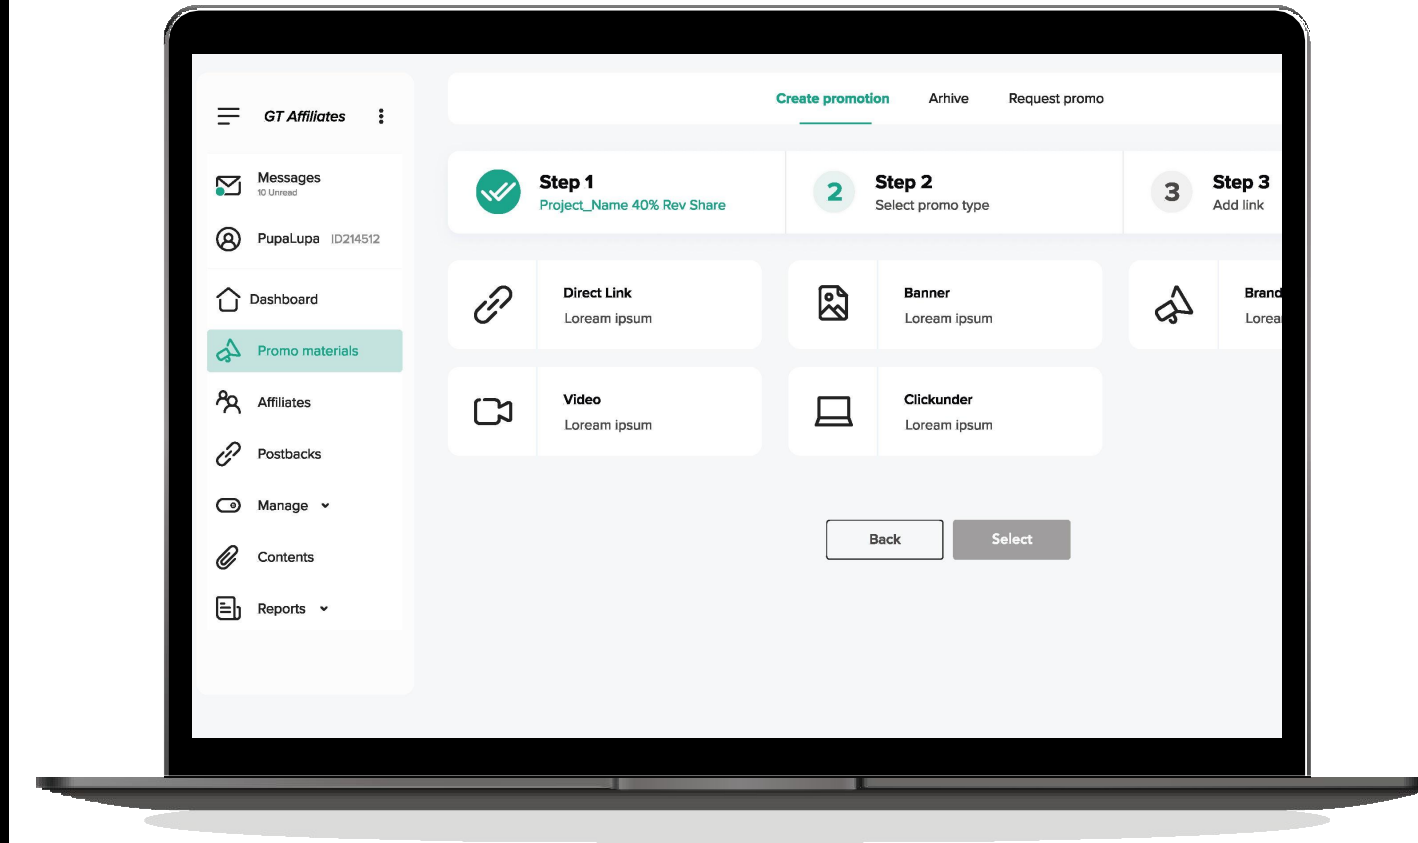 GT Affiliates
Messages
10 Unread
PupaLupa ID214512
Dashboard
Promo materials
Affiliates
Postbacks
Manage
Contents
Reports
Create promotion Arhive Request promo
Step 1
Project_Name 40% Rev Share
2
Step 2
Select promo type
3
Step 3
Add link
Direct Link
Loream ipsum
Banner
Loream ipsum
Brand
Lorea
Video
Loream ipsum
Clickunder
Loream ipsum
Back
Select